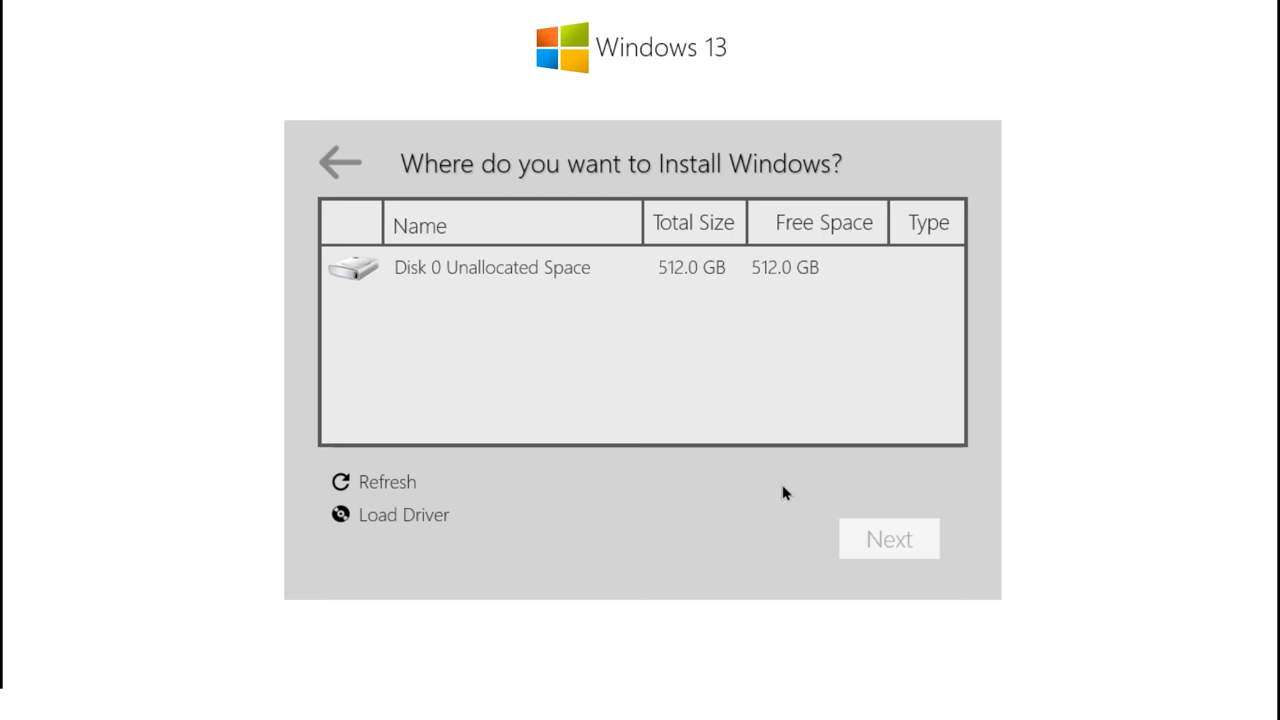 Windows 13
Where do you want to Install Windows?
Name Total Size Free Space Type
Disk 0 Unallocated Space 512.0 GB 512.0 GB
Refresh
Load Driver
Next